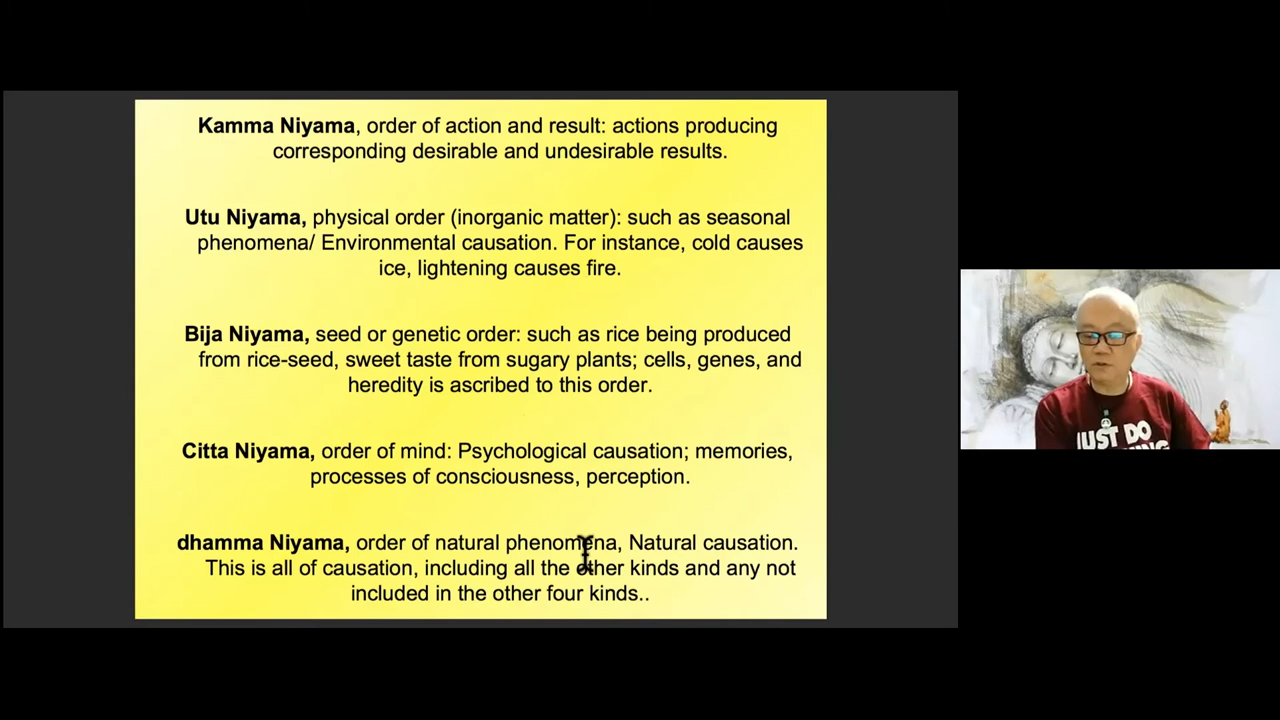 Kamma Niyama, order of action and result: actions producing
corresponding desirable and undesirable results.
Utu Niyama, physical order (inorganic matter): such as seasonal
phenomena/ Environmental causation. For instance, cold causes
ice, lightening causes fire.
Bija Niyama, seed or genetic order: such as rice being produced
from rice-seed, sweet taste from sugary plants; cells, genes, and
heredity is ascribed to this order.
Citta Niyama, order of mind: Psychological causation; memories,
processes of consciousness, perception.
dhamma Niyama, order of natural phenomena, Natural causation.
This is all of causation, including all the other kinds and any not
included in the other four kinds..
JUST DO